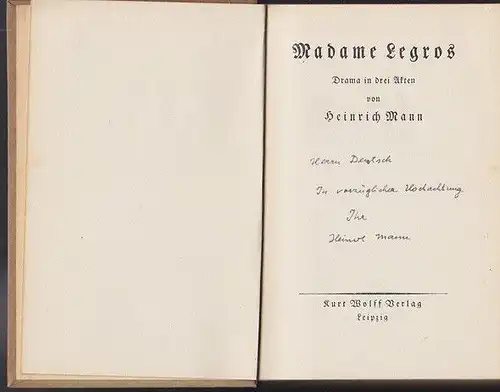 Madame Legros
Drama in drei Akten
von
Heinrich Mann
Herrn Deutsch
In vorzüglicher Hochachtung
Ihr
Heinrich Mann
Kurt Wolff Verlag
Leipzig